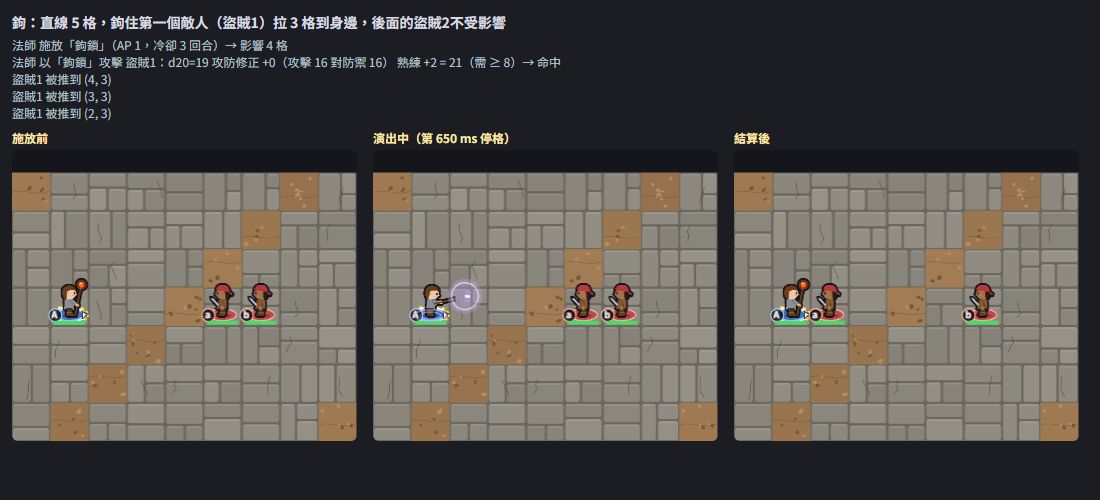 鉤：直線 5 格，鉤住第一個敵人（盜賊1）拉 3 格到身邊，後面的盜賊2不受影響
法師 施放「鉤鎖」（AP 1，冷卻 3 回合）→ 影響 4 格
法師 以「鉤鎖」攻擊 盜賊1：d20=19 攻防修正 +0（攻擊 16 對防禦 16） 熟練 +2 = 21（需 ≥ 8）→ 命中
盜賊1 被推到 (4, 3)
盜賊1 被推到 (3, 3)
盜賊1 被推到 (2, 3)
施放前
演出中（第 650 ms 停格）
結算後
A a b
A a b
A a b